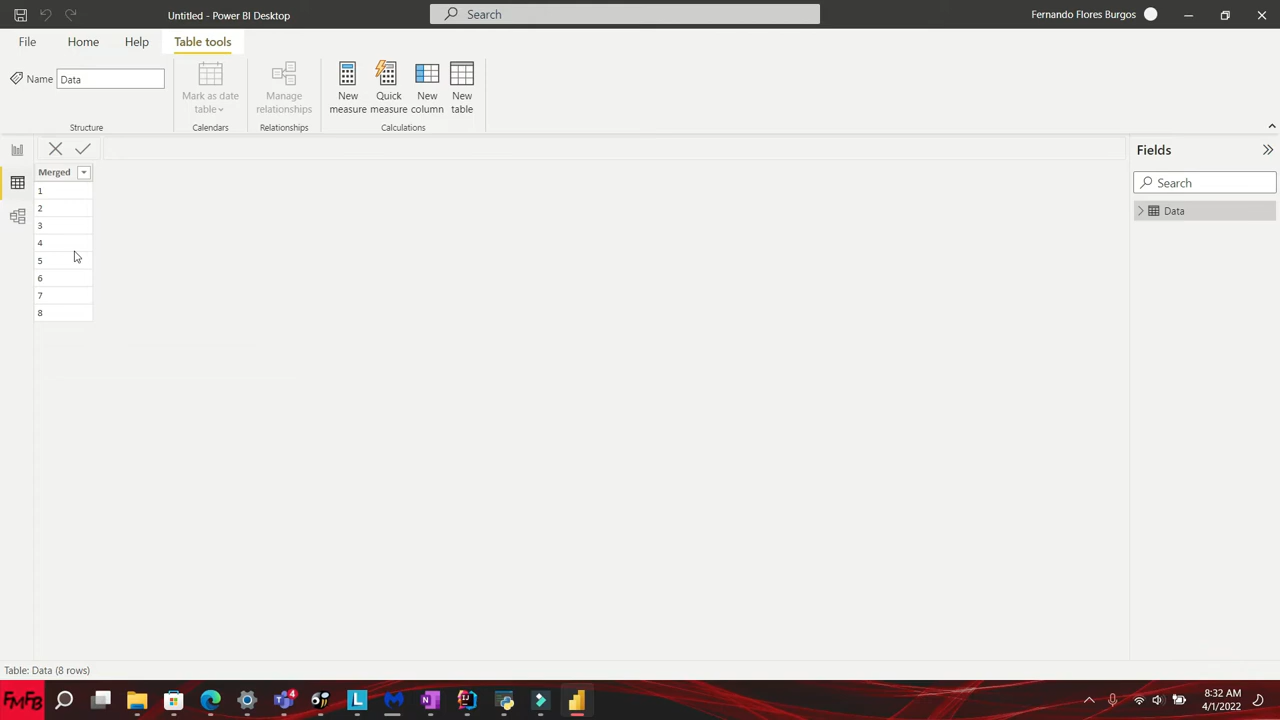 Untitled - Power BI Desktop
Search
Fernando Flores Burgos
File
Home
Help
Table tools
Name
Data
Mark as date
table
Manage
relationships
New
measure
Quick
measure
New
column
New
table
Structure
Calendars
Relationships
Calculations
Fields
Search
Data
Merged
1
2
3
4
5
6
7
8
Table: Data (8 rows)
FMFB
4
8:32 AM
4/1/2022